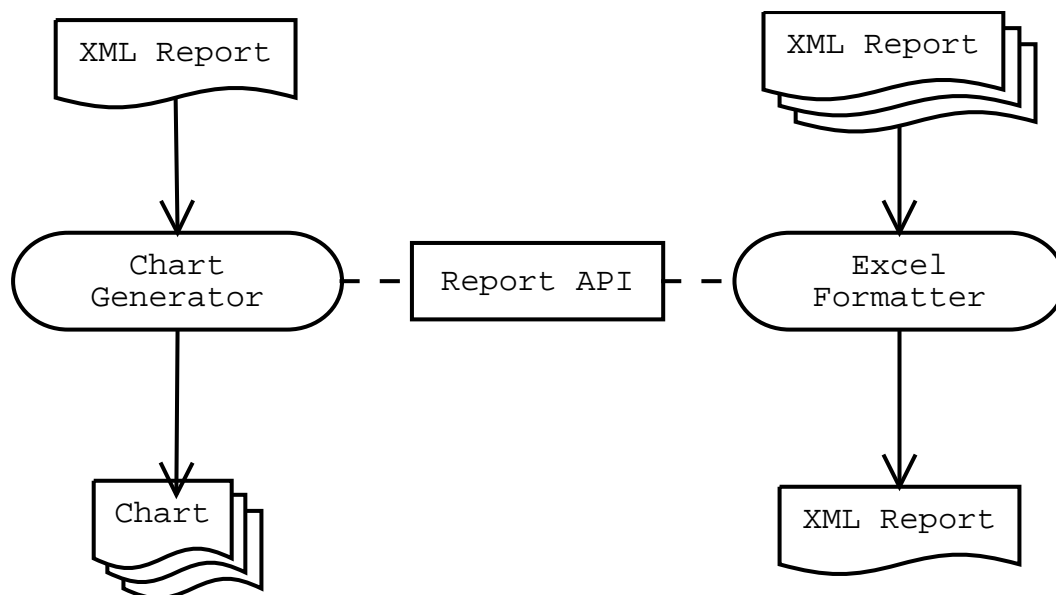 XML Report
XML Report
Chart
Generator
Report API
Excel
Formatter
Chart
XML Report